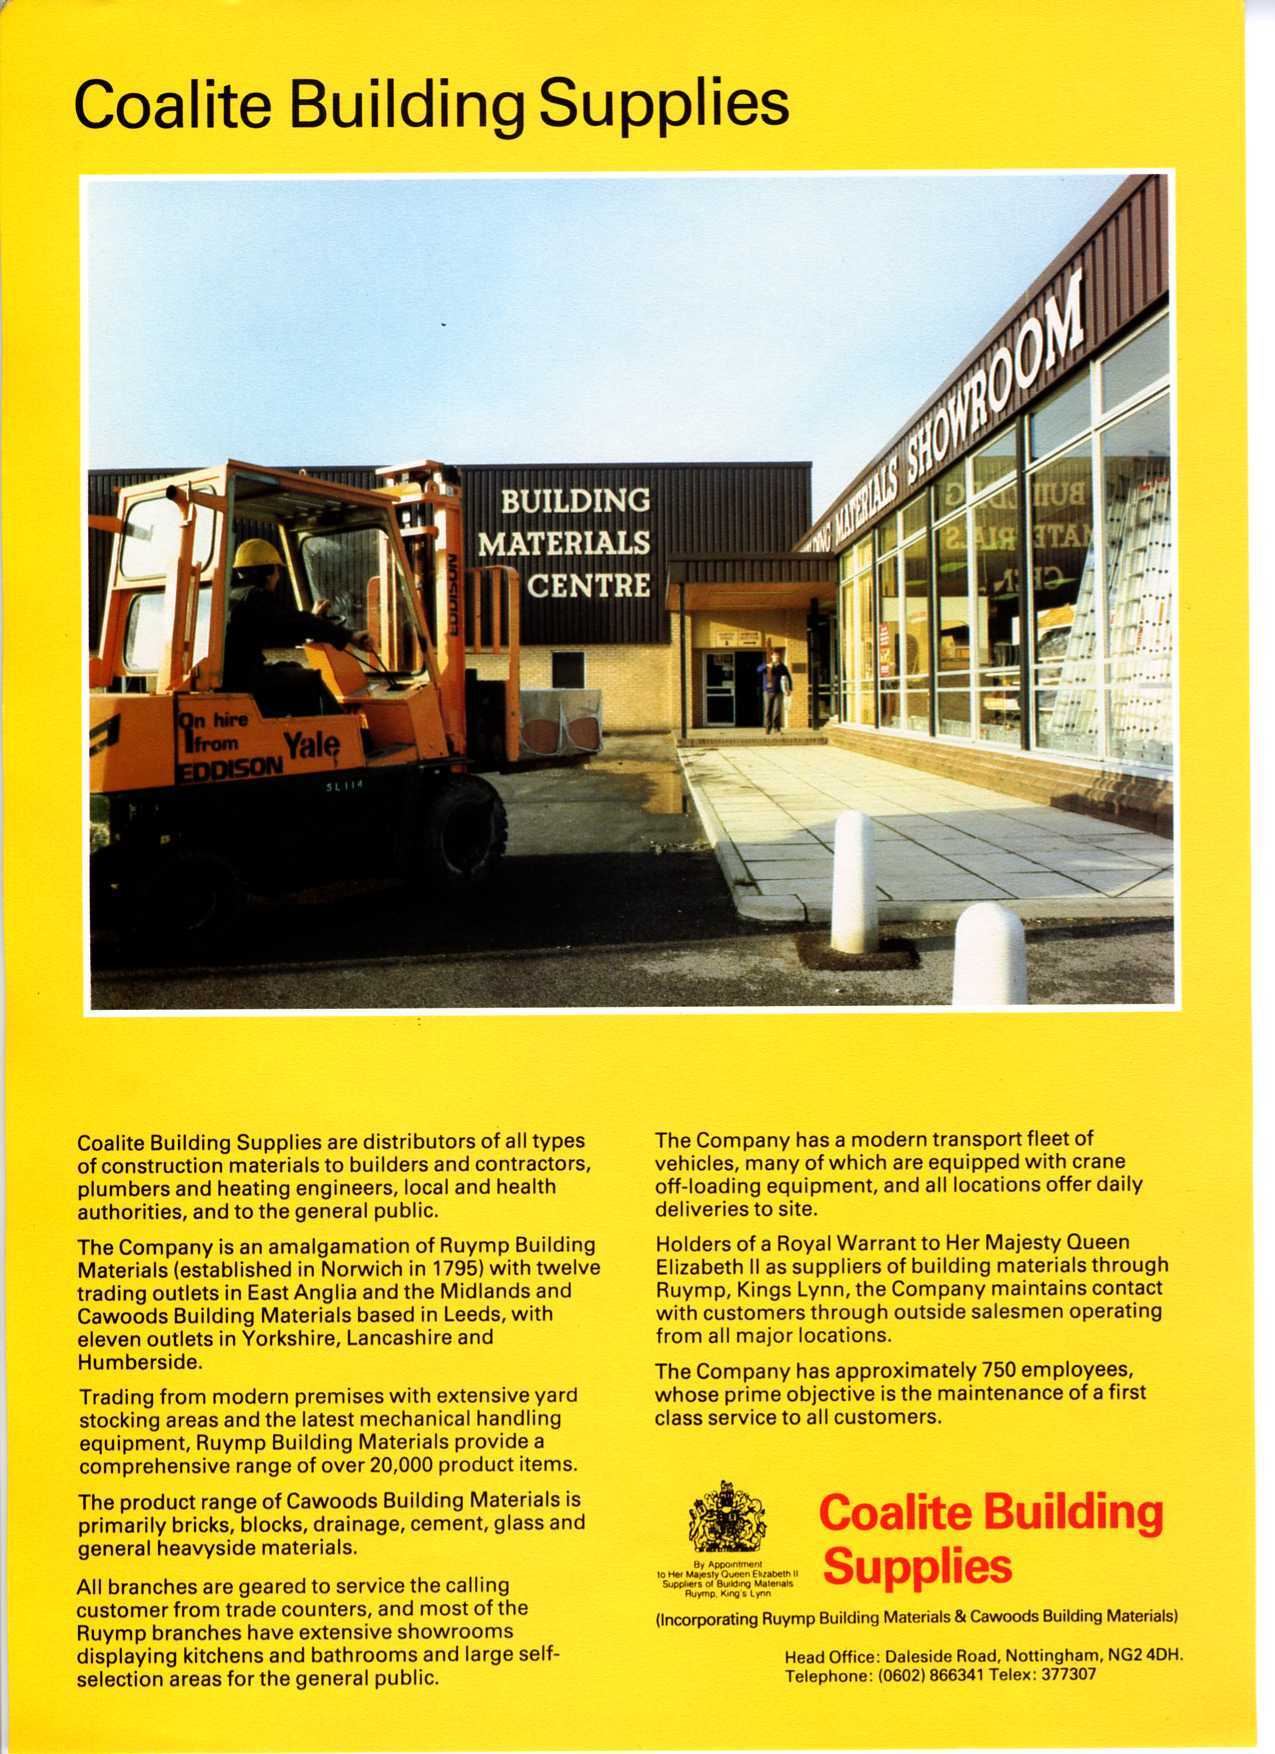 Coalite Building Supplies
BUILDING
MATERIALS
CENTRE
BUILDING MATERIALS SHOWROOM
BUILDING
MATERIALS
CEN
EDDISON
On hire
from
EDDISON
Yale
SL 114
Coalite Building Supplies are distributors of all types
of construction materials to builders and contractors,
plumbers and heating engineers, local and health
authorities, and to the general public.
The Company is an amalgamation of Ruymp Building
Materials (established in Norwich in 1795) with twelve
trading outlets in East Anglia and the Midlands and
Cawoods Building Materials based in Leeds, with
eleven outlets in Yorkshire, Lancashire and
Humberside.
Trading from modern premises with extensive yard
stocking areas and the latest mechanical handling
equipment, Ruymp Building Materials provide a
comprehensive range of over 20,000 product items.
The product range of Cawoods Building Materials is
primarily bricks, blocks, drainage, cement, glass and
general heavyside materials.
All branches are geared to service the calling
customer from trade counters, and most of the
Ruymp branches have extensive showrooms
displaying kitchens and bathrooms and large self-
selection areas for the general public.
The Company has a modern transport fleet of
vehicles, many of which are equipped with crane
off-loading equipment, and all locations offer daily
deliveries to site.
Holders of a Royal Warrant to Her Majesty Queen
Elizabeth II as suppliers of building materials through
Ruymp, Kings Lynn, the Company maintains contact
with customers through outside salesmen operating
from all major locations.
The Company has approximately 750 employees,
whose prime objective is the maintenance of a first
class service to all customers.
By Appointment
to Her Majesty Queen Elizabeth II
Suppliers of Building Materials
Ruymp, King's Lynn
Coalite Building
Supplies
(Incorporating Ruymp Building Materials & Cawoods Building Materials)
Head Office: Daleside Road, Nottingham, NG2 4DH.
Telephone: (0602) 866341 Telex: 377307